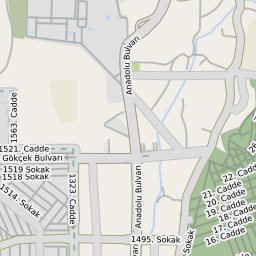 Anadolu Bulvarı
1563. Cadde
1521. Cadde
Gökçek Bulvarı
1519 Sokak
1518 Sokak
1514. Sokak
1323. Cadde
Anadolu Bulvarı
1495. Sokak
Sokak
22. Cadde
21. Cadde
20. Cadde
19. Cadde
18. Cadde
17. Cadde
16. Cadde